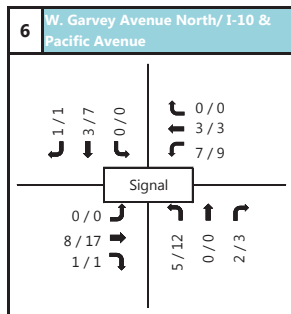 6
W. Garvey Avenue North/ I-10 &
Pacific Avenue
1 / 1
3 / 7
0 / 0
0 / 0
3 / 3
7 / 9
Signal
0 / 0
8 / 17
1 / 1
5 / 12
0 / 0
2 / 3